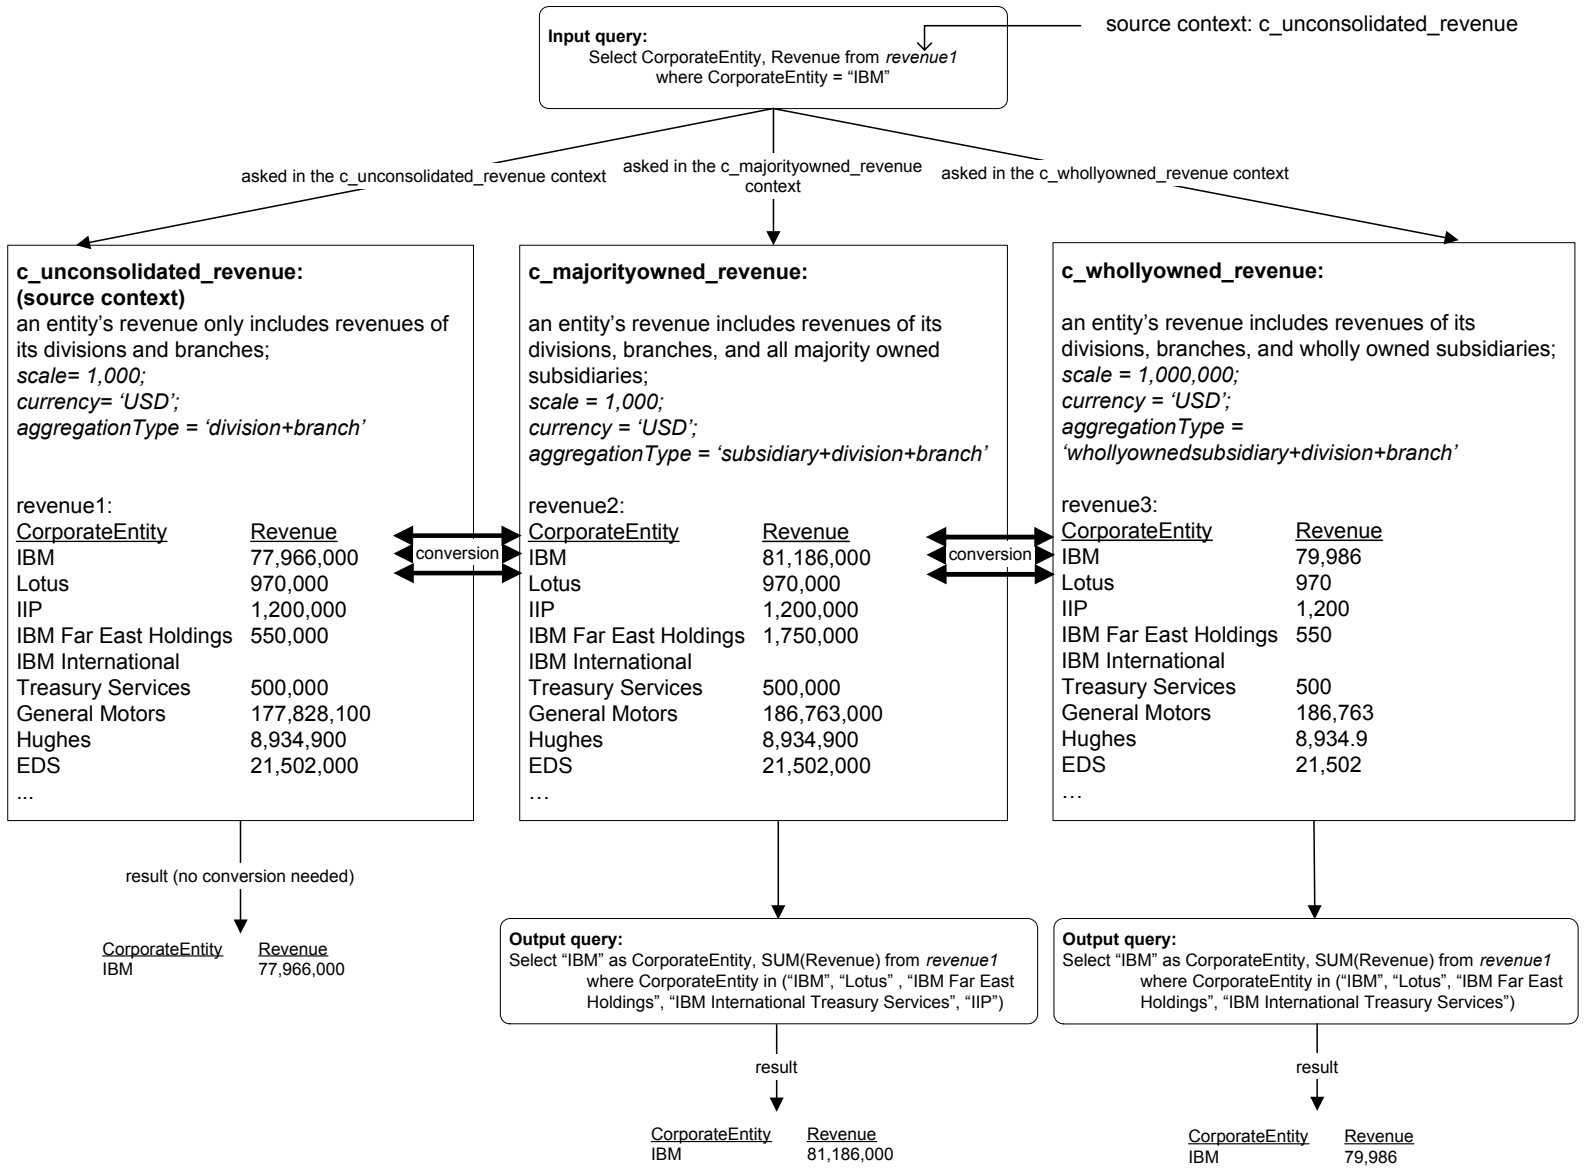 source context: c_unconsolidated_revenue
Input query:
Select CorporateEntity, Revenue from revenue1
where CorporateEntity = “IBM”
asked in the c_unconsolidated_revenue context
asked in the c_majorityowned_revenue
context
asked in the c_whollyowned_revenue context
c_unconsolidated_revenue:
(source context)
an entity’s revenue only includes revenues of
its divisions and branches;
scale= 1,000;
currency= ‘USD’;
aggregationType = ‘division+branch’
revenue1:
CorporateEntity Revenue
IBM 77,966,000
Lotus 970,000
IIP 1,200,000
IBM Far East Holdings 550,000
IBM International
Treasury Services 500,000
General Motors 177,828,100
Hughes 8,934,900
EDS 21,502,000
...
conversion
c_majorityowned_revenue:
an entity’s revenue includes revenues of its
divisions, branches, and all majority owned
subsidiaries;
scale = 1,000;
currency = ‘USD’;
aggregationType = ‘subsidiary+division+branch’
revenue2:
CorporateEntity Revenue
IBM 81,186,000
Lotus 970,000
IIP 1,200,000
IBM Far East Holdings 1,750,000
IBM International
Treasury Services 500,000
General Motors 186,763,000
Hughes 8,934,900
EDS 21,502,000
…
conversion
c_whollyowned_revenue:
an entity’s revenue includes revenues of its
divisions, branches, and wholly owned subsidiaries;
scale = 1,000,000;
currency = ‘USD’;
aggregationType =
‘whollyownedsubsidiary+division+branch’
revenue3:
CorporateEntity Revenue
IBM 79,986
Lotus 970
IIP 1,200
IBM Far East Holdings 550
IBM International
Treasury Services 500
General Motors 186,763
Hughes 8,934.9
EDS 21,502
…
result (no conversion needed)
CorporateEntity Revenue
IBM 77,966,000
Output query:
Select “IBM” as CorporateEntity, SUM(Revenue) from revenue1
where CorporateEntity in (“IBM”, “Lotus” , “IBM Far East
Holdings”, “IBM International Treasury Services”, “IIP”)
result
CorporateEntity Revenue
IBM 81,186,000
Output query:
Select “IBM” as CorporateEntity, SUM(Revenue) from revenue1
where CorporateEntity in (“IBM”, “Lotus”, “IBM Far East
Holdings”, “IBM International Treasury Services”)
result
CorporateEntity Revenue
IBM 79,986